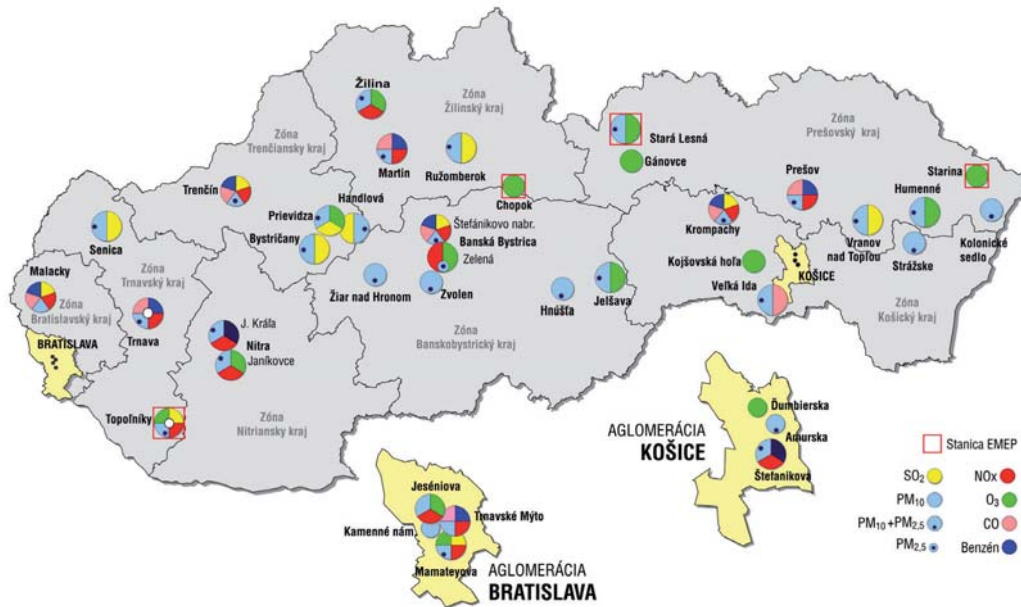 Žilina
Zóna
Žilinský kraj
Zóna
Trenčiansky kraj
Martin
Ružomberok
Stará Lesná
Gánovce
Zóna
Prešovský kraj
Trenčín
Prievidza
Handlová
Bystričany
Chopok
Prešov
Starina
Humenné
Senica
Štefánikovo nabr.
Banská Bystrica
Zelená
Krompachy
Vranov
nad Topľou
Kolonické
sedlo
Strážske
Malacky
Zóna
Bratislavský kraj
Zóna
Trnavský kraj
Žiar nad Hronom
Zvolen
Hnúšťa
Jelšava
Kojšovská hoľa
KOŠICE
Veľká Ida
Zóna
Košický kraj
BRATISLAVA
Trnava
J. Kráľa
Nitra
Janíkovce
Zóna
Banskobystrický kraj
Topoľníky
Zóna
Nitriansky kraj
AGLOMERÁCIA
KOŠICE
Ďumbierska
Amurska
Štefanikova
Jeséniova
Trnavské Mýto
Kamenné nám.
Mamateyova
AGLOMERÁCIA
BRATISLAVA
Stanica EMEP
SO2 NOx
PM10 O3
PM10+PM2,5 CO
PM2,5 Benzén